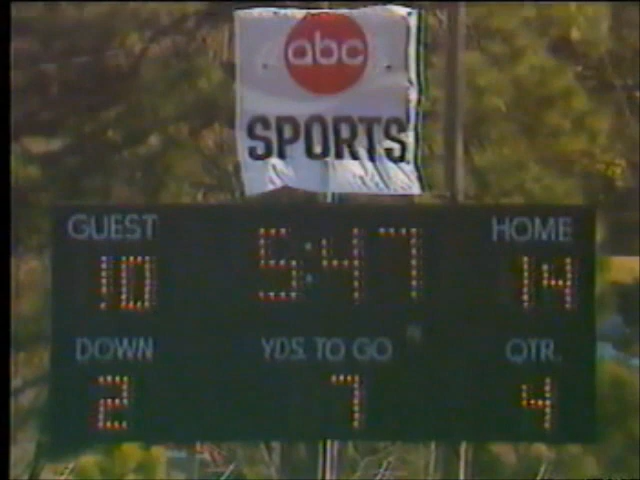 abc
SPORTS
GUEST 5:47 HOME
10 14
DOWN YDS. TO GO QTR.
2 7 4